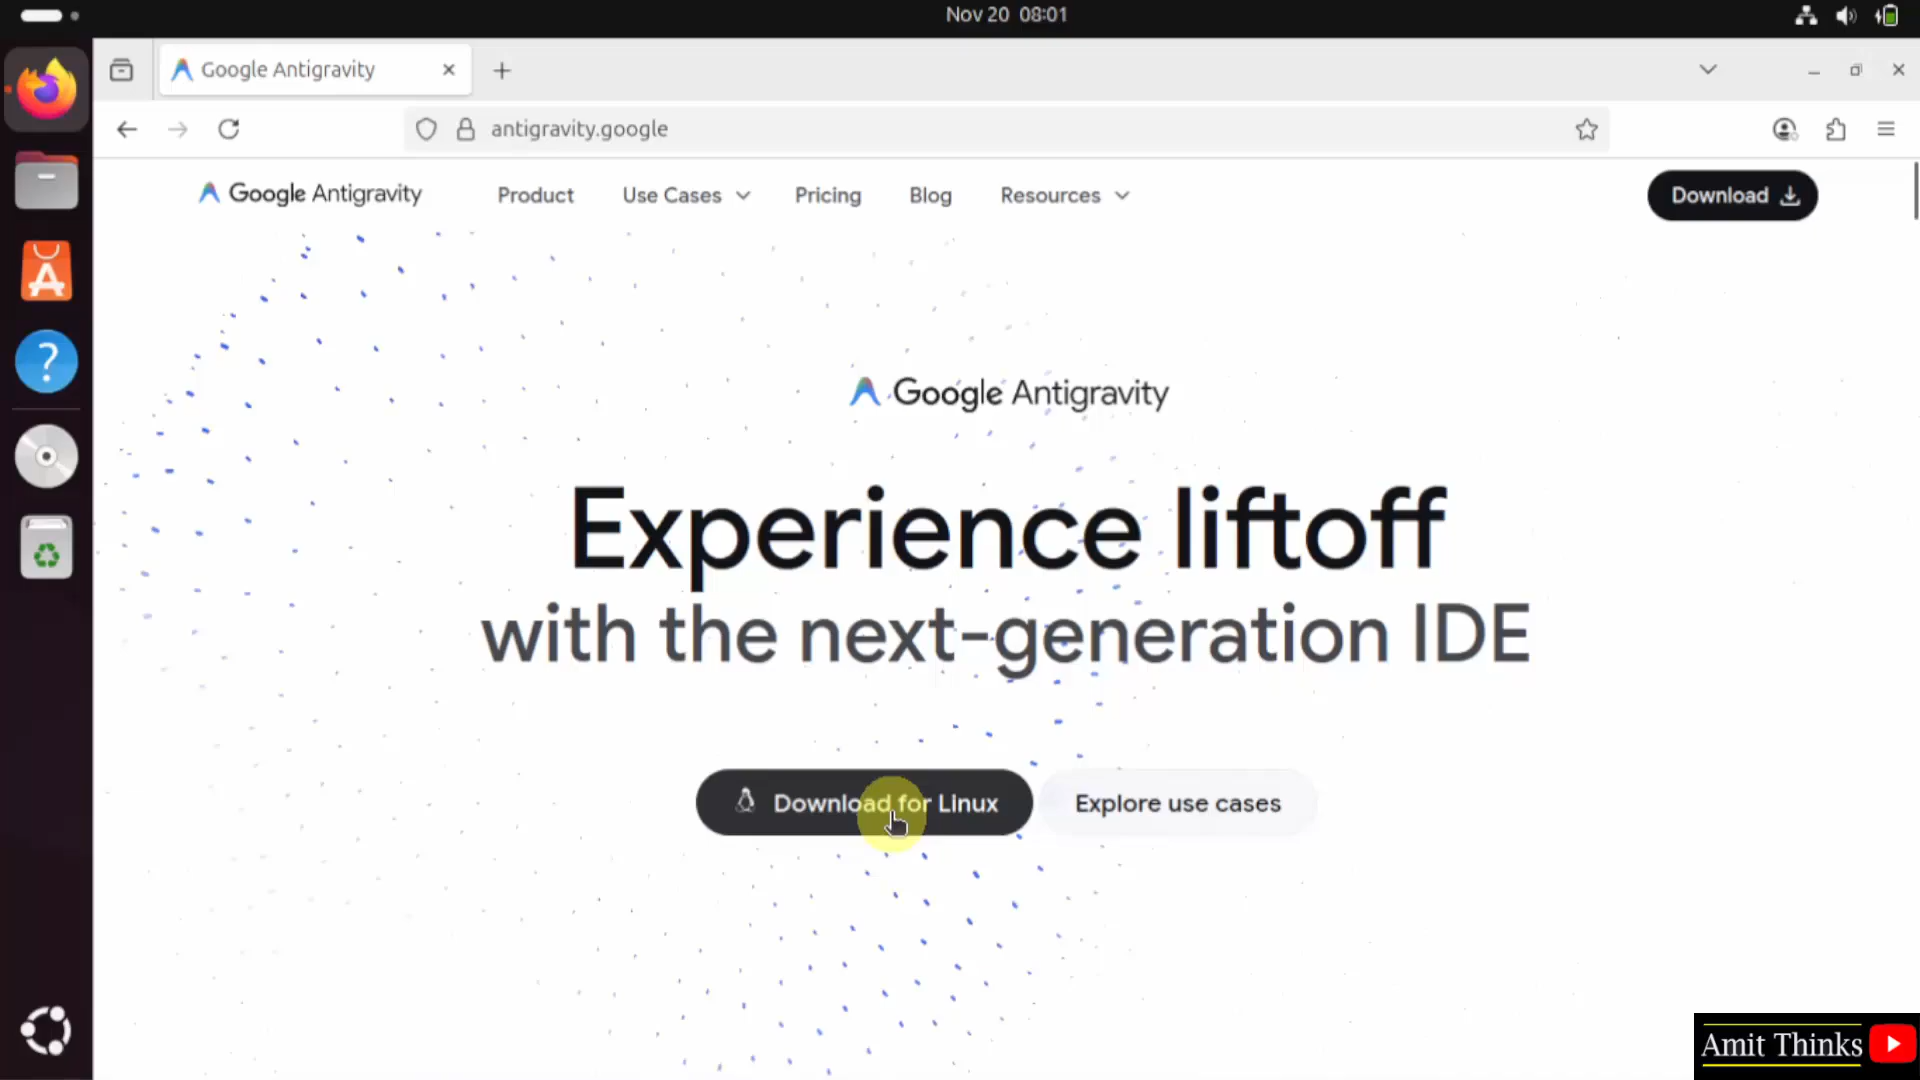 Nov 20 08:01
Google Antigravity
antigravity.google
Google Antigravity
Product
Use Cases
Pricing
Blog
Resources
Download
Google Antigravity
Experience liftoff
with the next-generation IDE
Download for Linux
Explore use cases
Amit Thinks